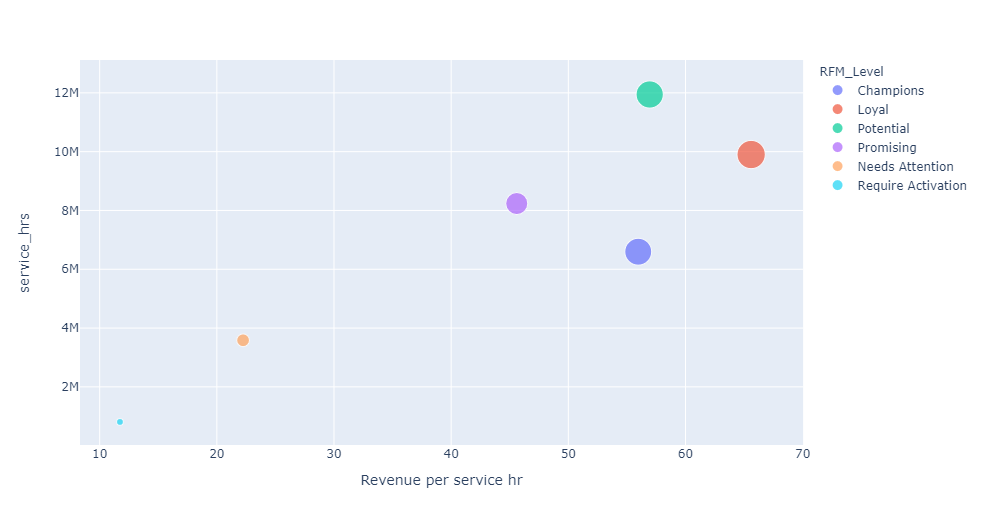 RFM_Level
Champions
Loyal
Potential
Promising
Needs Attention
Require Activation
12M
10M
8M
6M
4M
2M
service_hrs
10 20 30 40 50 60 70
Revenue per service hr